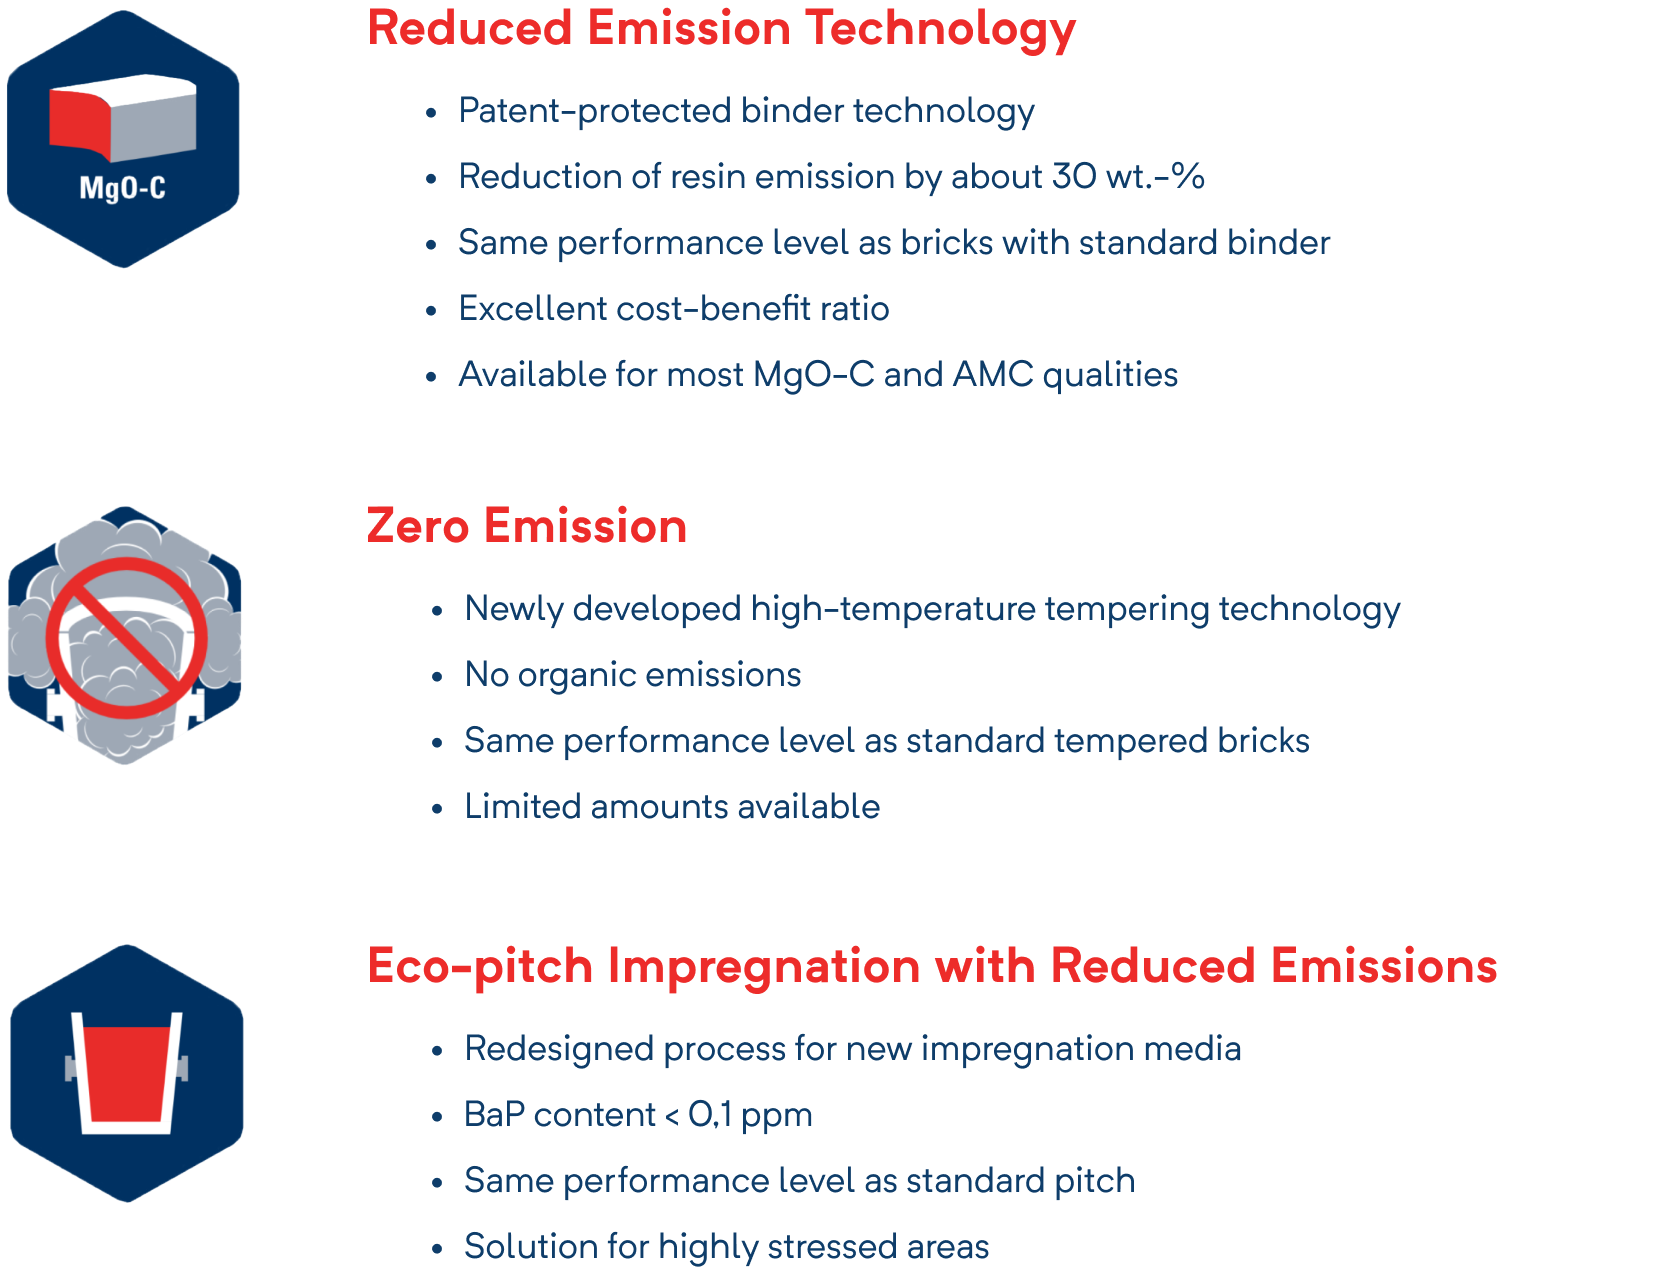 Reduced Emission Technology
MgO-C
• Patent-protected binder technology
• Reduction of resin emission by about 30 wt.-%
• Same performance level as bricks with standard binder
• Excellent cost-benefit ratio
• Available for most MgO-C and AMC qualities
Zero Emission
• Newly developed high-temperature tempering technology
• No organic emissions
• Same performance level as standard tempered bricks
• Limited amounts available
Eco-pitch Impregnation with Reduced Emissions
• Redesigned process for new impregnation media
• BaP content < 0,1 ppm
• Same performance level as standard pitch
• Solution for highly stressed areas